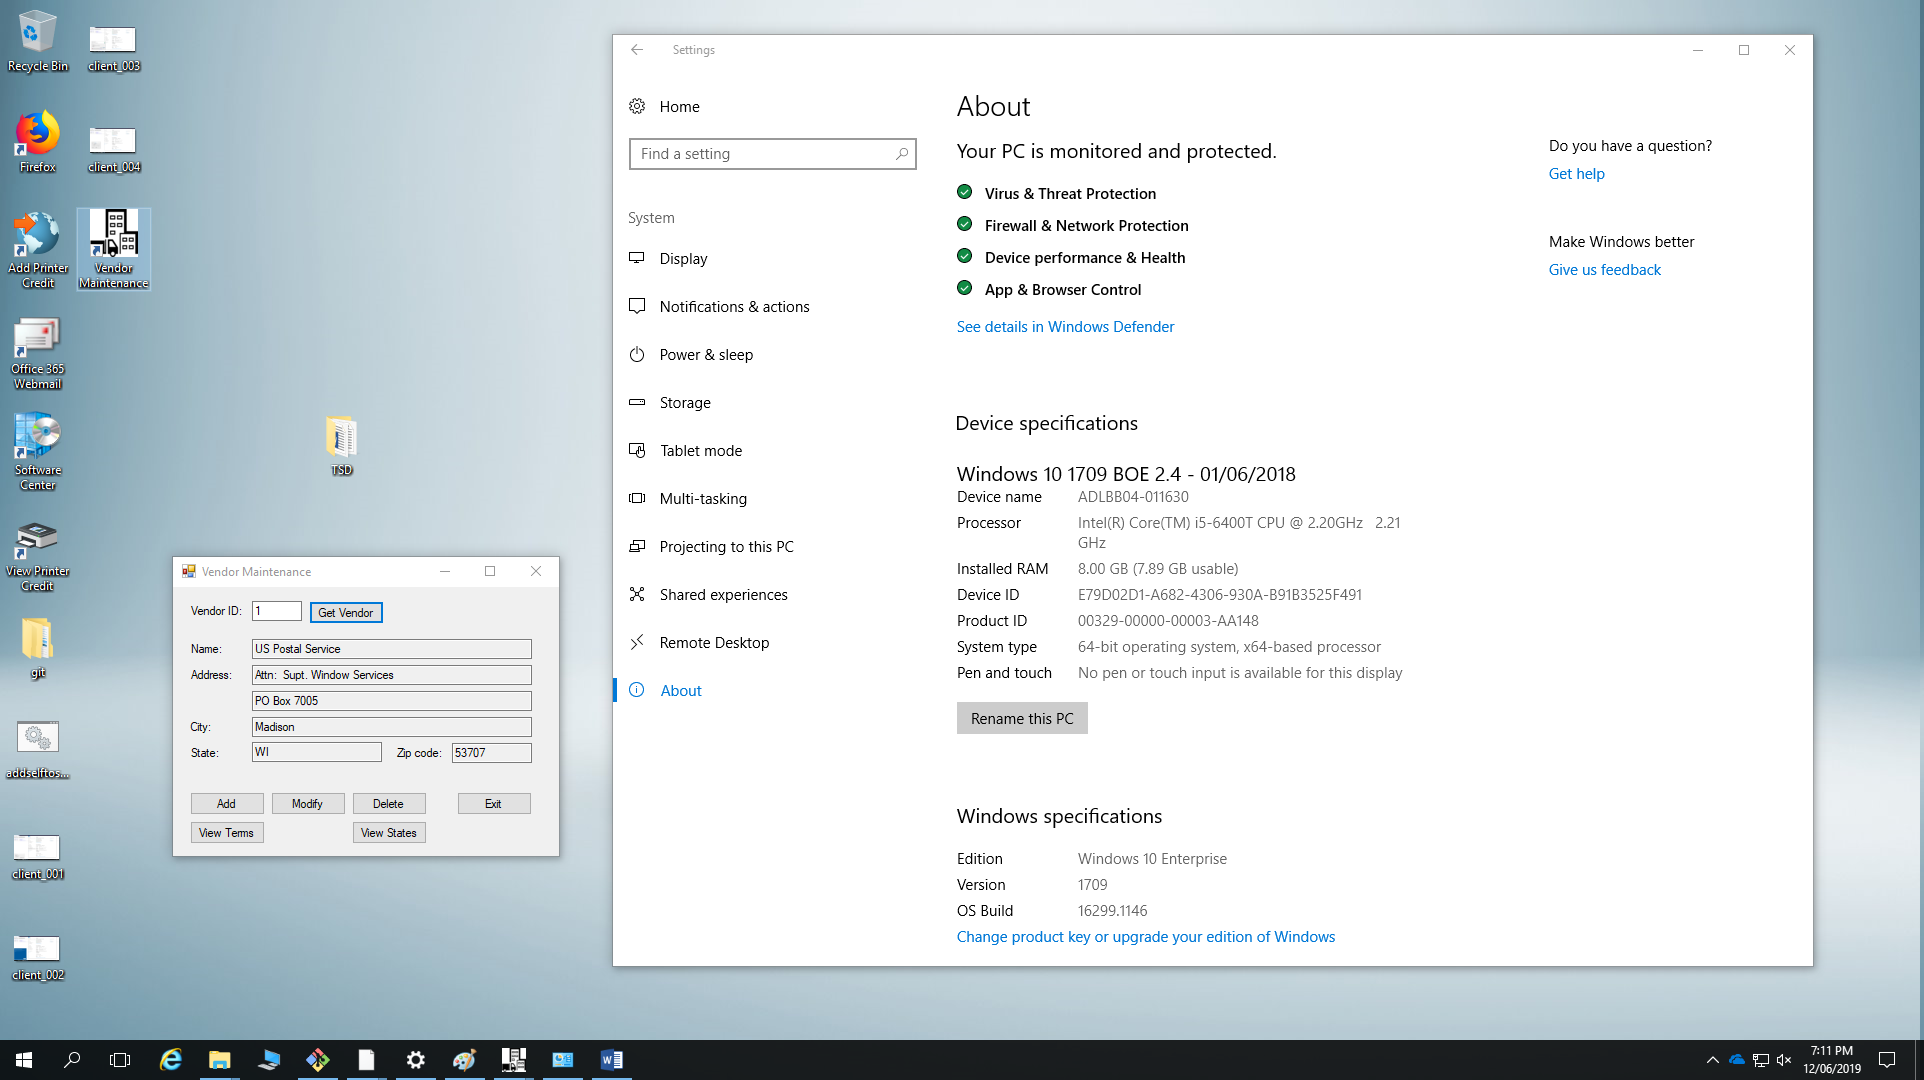 Recycle Bin
client_003
Firefox
client_004
Add Printer
Credit
Vendor
Maintenance
Office 365
Webmail
Software
Center
TSD
View Printer
Credit
git
addselftos...
client_001
client_002
Vendor Maintenance
Vendor ID: 1 Get Vendor
Name: US Postal Service
Address: Attn: Supt. Window Services
PO Box 7005
City: Madison
State: WI Zip code: 53707
Add Modify Delete Exit
View Terms View States
Settings
Home
Find a setting
System
Display
Notifications & actions
Power & sleep
Storage
Tablet mode
Multi-tasking
Projecting to this PC
Shared experiences
Remote Desktop
About
About
Your PC is monitored and protected.
Virus & Threat Protection
Firewall & Network Protection
Device performance & Health
App & Browser Control
See details in Windows Defender
Device specifications
Windows 10 1709 BOE 2.4 - 01/06/2018
Device name ADLBB04-011630
Processor Intel(R) Core(TM) i5-6400T CPU @ 2.20GHz 2.21
GHz
Installed RAM 8.00 GB (7.89 GB usable)
Device ID E79D02D1-A682-4306-930A-B91B3525F491
Product ID 00329-00000-00003-AA148
System type 64-bit operating system, x64-based processor
Pen and touch No pen or touch input is available for this display
Rename this PC
Windows specifications
Edition Windows 10 Enterprise
Version 1709
OS Build 16299.1146
Change product key or upgrade your edition of Windows
Do you have a question?
Get help
Make Windows better
Give us feedback
7:11 PM
12/06/2019